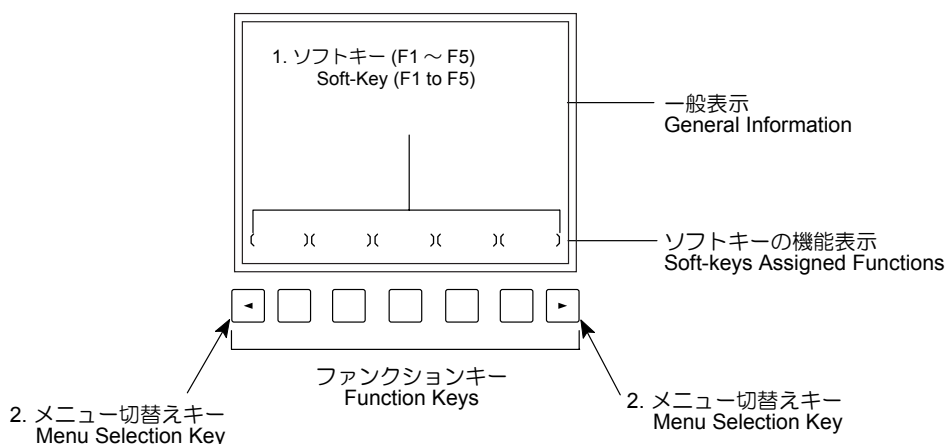 1. ソフトキー (F1 ～ F5)
Soft-Key (F1 to F5)
一般表示
General Information
( )( )( )( )( )
ソフトキーの機能表示
Soft-keys Assigned Functions
◄ ►
ファンクションキー
Function Keys
2. メニュー切替えキー
Menu Selection Key
2. メニュー切替えキー
Menu Selection Key